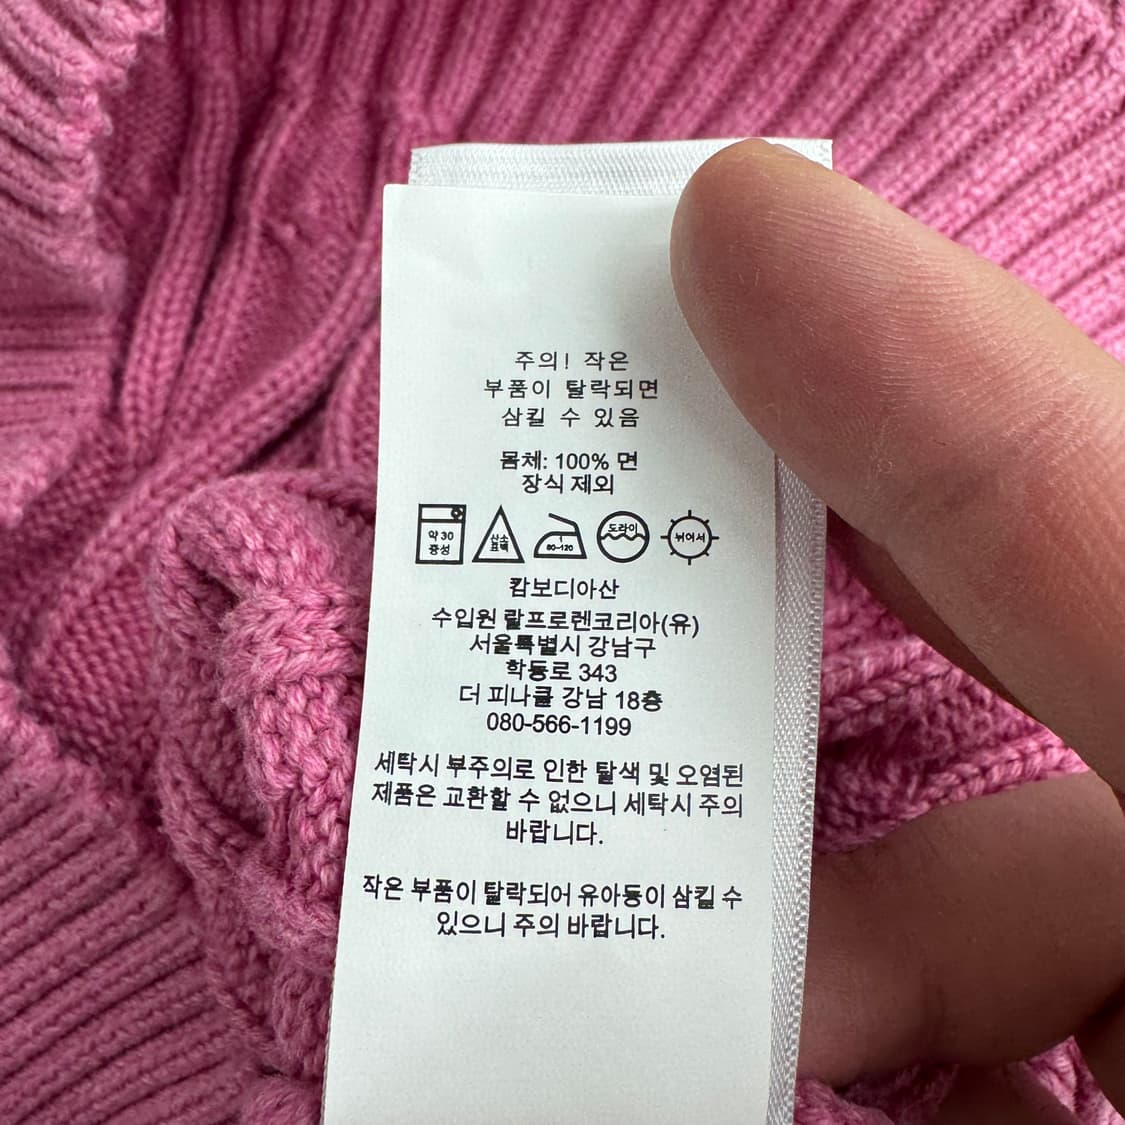 주의! 작은
부품이 탈락되면
삼킬 수 있음
몸체: 100% 면
장식 제외
약 30
중성
산소
표백
80-120
드라이
뉘어서
캄보디아산
수입원 랄프로렌코리아(유)
서울특별시 강남구
학동로 343
더 피나클 강남 18층
080-566-1199
세탁시 부주의로 인한 탈색 및 오염된
제품은 교환할 수 없으니 세탁시 주의
바랍니다.
작은 부품이 탈락되어 유아등이 삼킬 수
있으니 주의 바랍니다.